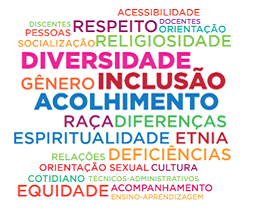 ACESSIBILIDADE
DISCENTES RESPEITO DOCENTES
PESSOAS ORIENTAÇÃO
SOCIALIZAÇÃO RELIGIOSIDADE
DIVERSIDADE
GÊNERO INCLUSÃO
ACOLHIMENTO
RAÇA DIFERENÇAS
ESPIRITUALIDADE ETNIA
RELAÇÕES DEFICIÊNCIAS
ORIENTAÇÃO SEXUAL CULTURA
COTIDIANO TÉCNICOS-ADMINISTRATIVOS
EQUIDADE ACOMPANHAMENTO
ENSINO-APRENDIZAGEM